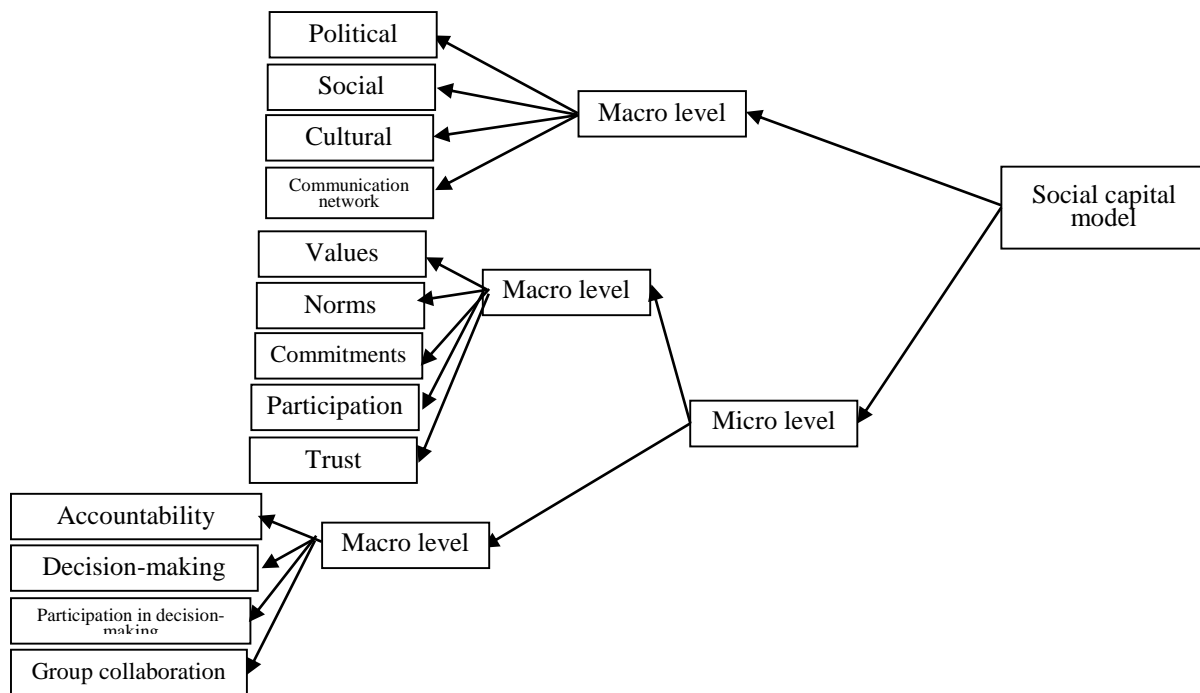 Political
Social
Cultural
Communication
network
Values
Norms
Commitments
Participation
Trust
Accountability
Decision-making
Participation in decision-
making
Group collaboration
Macro level
Macro level
Macro level
Micro level
Social capital
model